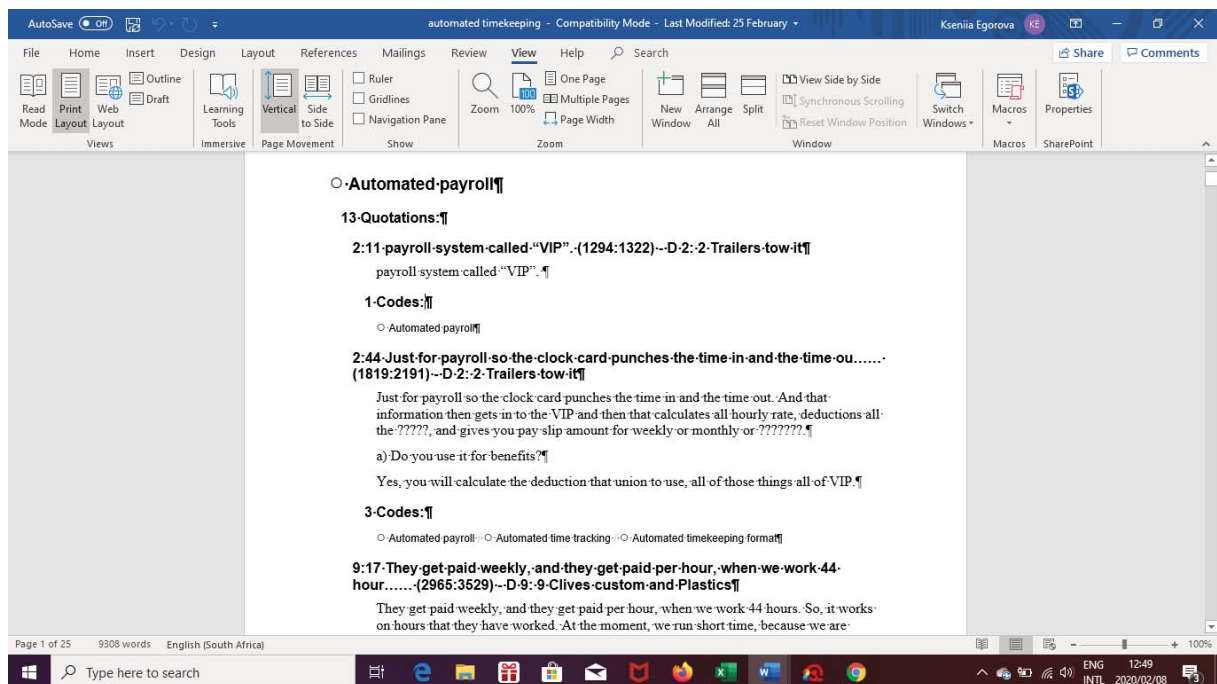 AutoSave Off automated timekeeping - Compatibility Mode - Last Modified: 25 February Kseniia Egorova KE
File Home Insert Design Layout References Mailings Review View Help Search Share Comments
Read Mode
Print Layout
Web Layout
Outline
Draft
Views
Learning Tools
Immersive
Vertical
Side to Side
Page Movement
Ruler
Gridlines
Navigation Pane
Show
Zoom
100%
One Page
Multiple Pages
Page Width
Zoom
New Window
Arrange All
Split
View Side by Side
Synchronous Scrolling
Reset Window Position
Window
Switch Windows
Macros
Macros
Properties
SharePoint
○·Automated·payroll¶
13·Quotations:¶
2:11·payroll·system·called·“VIP”.·(1294:1322)·-·D·2:·2·Trailers·tow·it¶
payroll·system·called·“VIP”.·¶
1·Codes:¶
○·Automated·payroll¶
2:44·Just·for·payroll·so·the·clock·card·punches·the·time·in·and·the·time·ou……·
(1819:2191)·-·D·2:·2·Trailers·tow·it¶
Just·for·payroll·so·the·clock·card·punches·the·time·in·and·the·time·out.·And·that·
information·then·gets·in·to·the·VIP·and·then·that·calculates·all·hourly·rate,·deductions·all·
the·?????,·and·gives·you·pay·slip·amount·for·weekly·or·monthly·or·???????.¶
a)·Do·you·use·it·for·benefits?¶
Yes,·you·will·calculate·the·deduction·that·union·to·use,·all·of·those·things·all·of·VIP.¶
3·Codes:¶
○·Automated·payroll·○·Automated·time·tracking·○·Automated·timekeeping·format¶
9:17·They·get·paid·weekly,·and·they·get·paid·per·hour,·when·we·work·44·
hour……·(2965:3529)·-·D·9:·9·Clives·custom·and·Plastics¶
They·get·paid·weekly,·and·they·get·paid·per·hour,·when·we·work·44·hours.·So,·it·works·
on·hours·that·they·have·worked.·At·the·moment,·we·run·short·time,·because·we·are·
Page 1 of 25 9308 words English (South Africa) 100%
Type here to search ENG INTL 12:49 2020/02/08 3